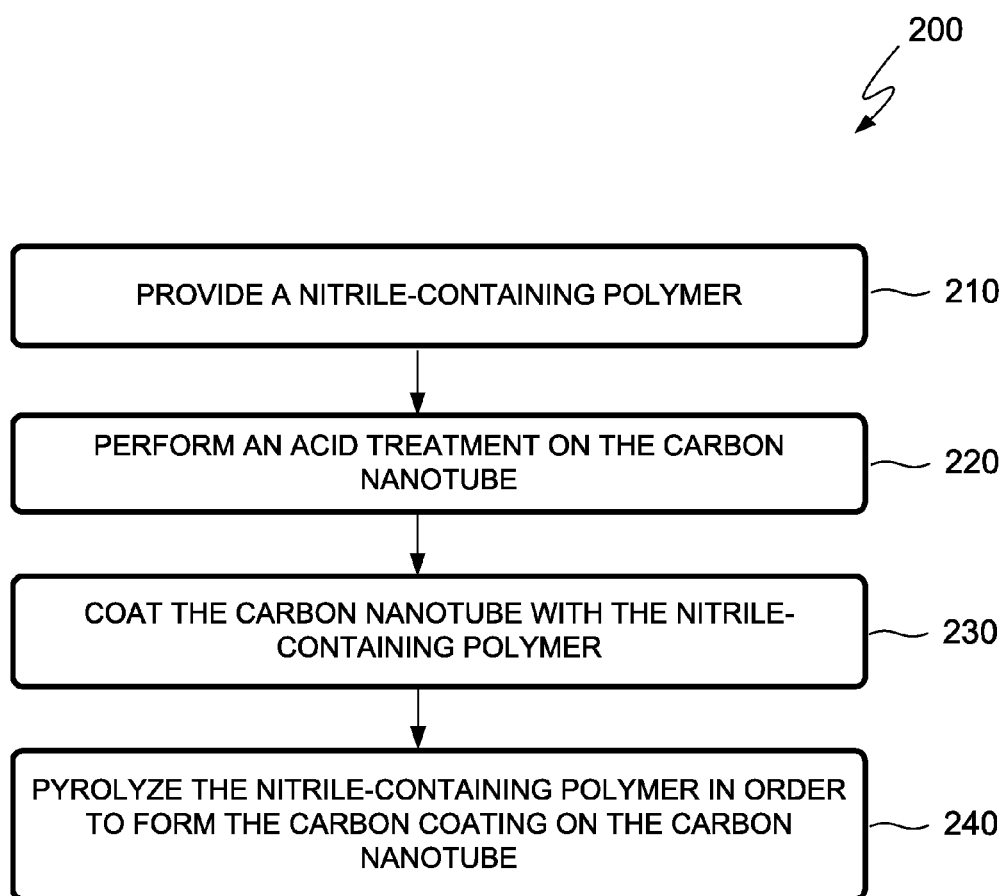 200
PROVIDE A NITRILE-CONTAINING POLYMER
210
PERFORM AN ACID TREATMENT ON THE CARBON
NANOTUBE
220
COAT THE CARBON NANOTUBE WITH THE NITRILE-
CONTAINING POLYMER
230
PYROLYZE THE NITRILE-CONTAINING POLYMER IN ORDER
TO FORM THE CARBON COATING ON THE CARBON
NANOTUBE
240